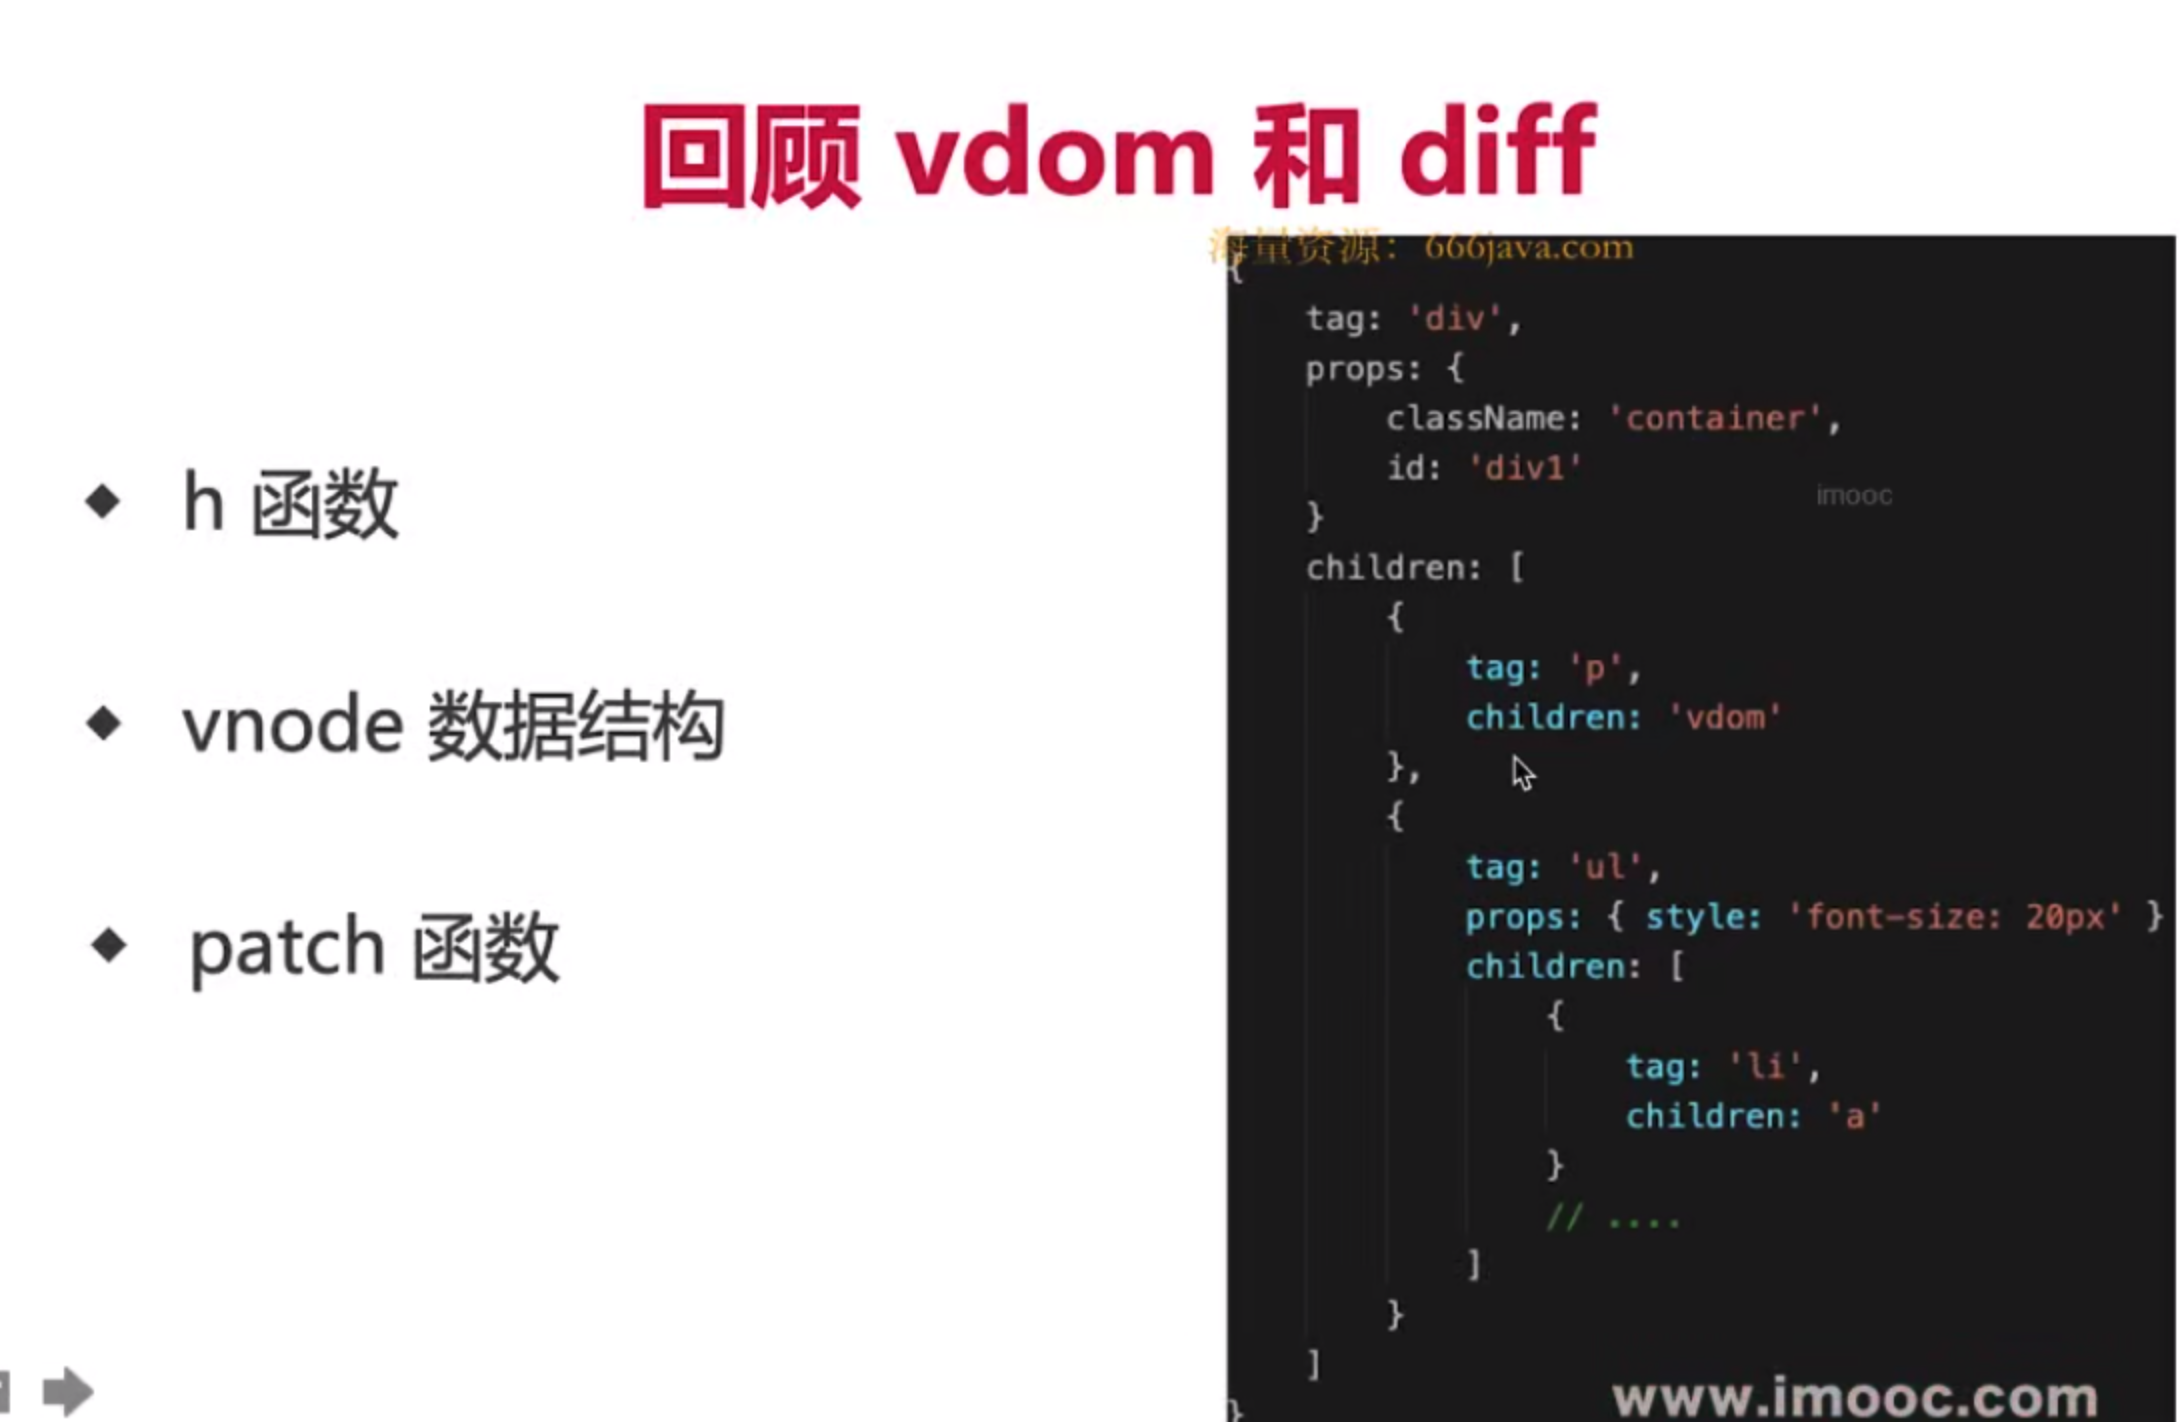 回顾 vdom 和 diff
h 函数
vnode 数据结构
patch 函数
海量资源：666java.com
{
tag: 'div',
props: {
className: 'container',
id: 'div1'
imooc
}
children: [
{
tag: 'p',
children: 'vdom'
},
{
tag: 'ul',
props: { style: 'font-size: 20px' }
children: [
{
tag: 'li',
children: 'a'
}
// ....
]
}
]
}
www.imooc.com